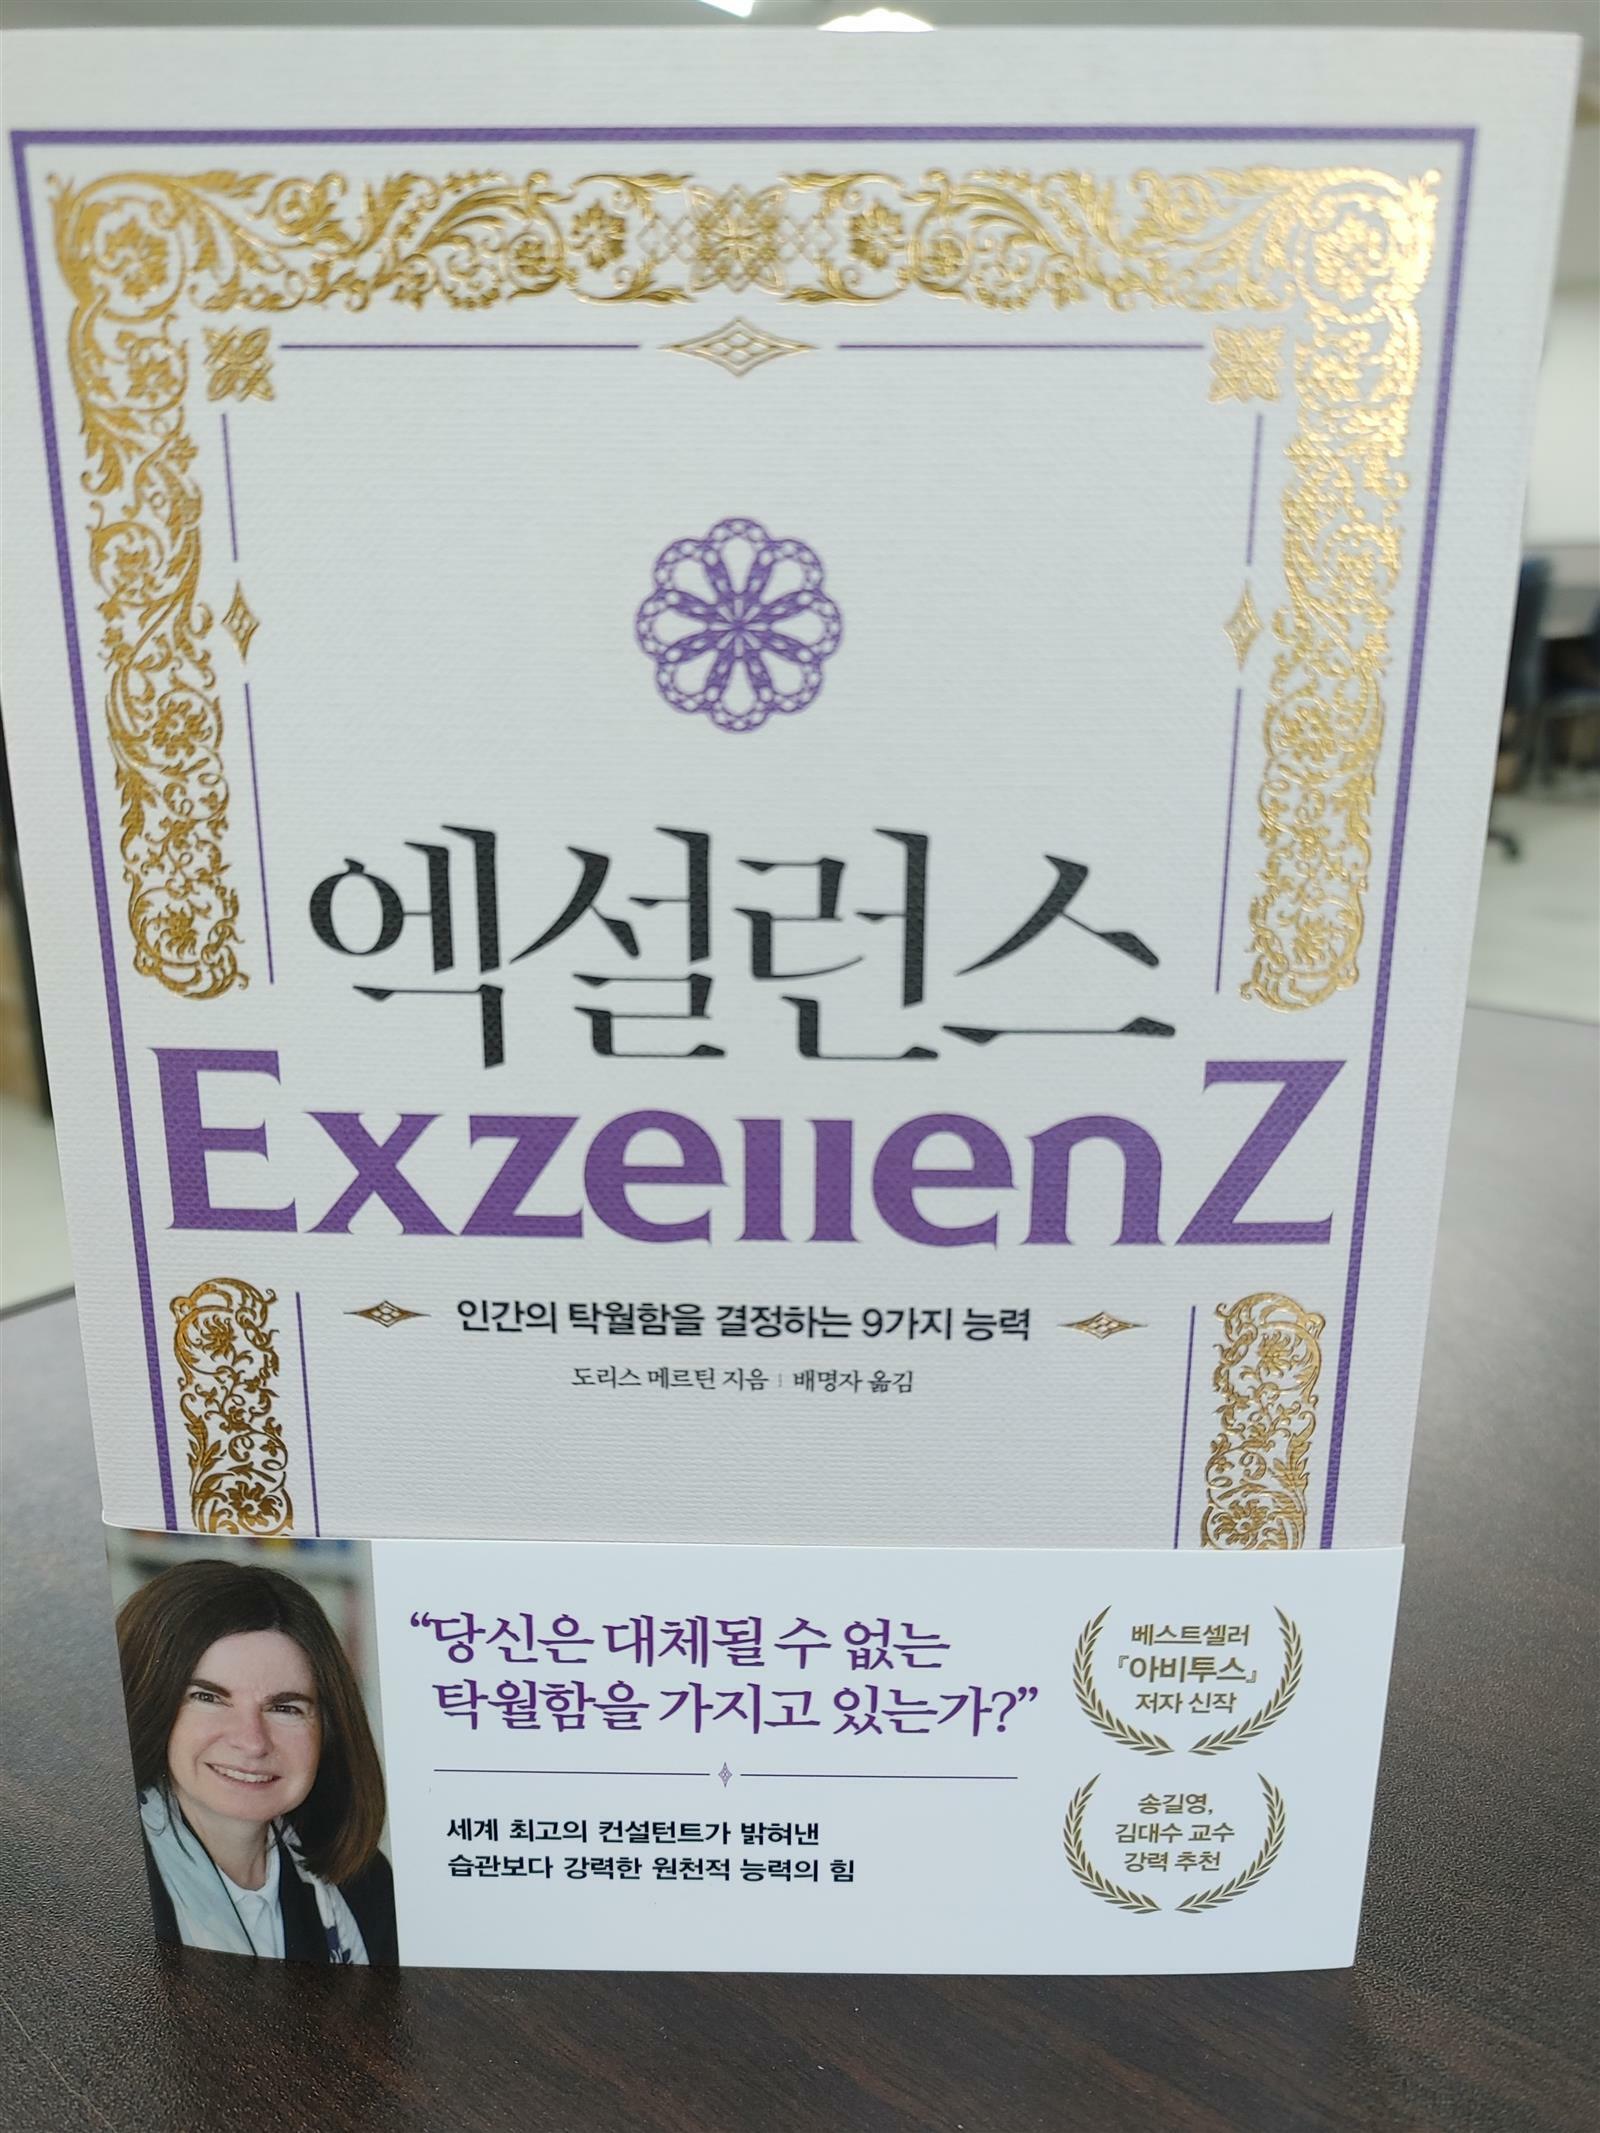 엑설런스
ExzellenZ
인간의 탁월함을 결정하는 9가지 능력
도리스 메르틴 지음 | 배명자 옮김
“당신은 대체될 수 없는
탁월함을 가지고 있는가?”
세계 최고의 컨설턴트가 밝혀낸
습관보다 강력한 원천적 능력의 힘
베스트셀러
『아비투스』
저자 신작
송길영,
김대수 교수
강력 추천